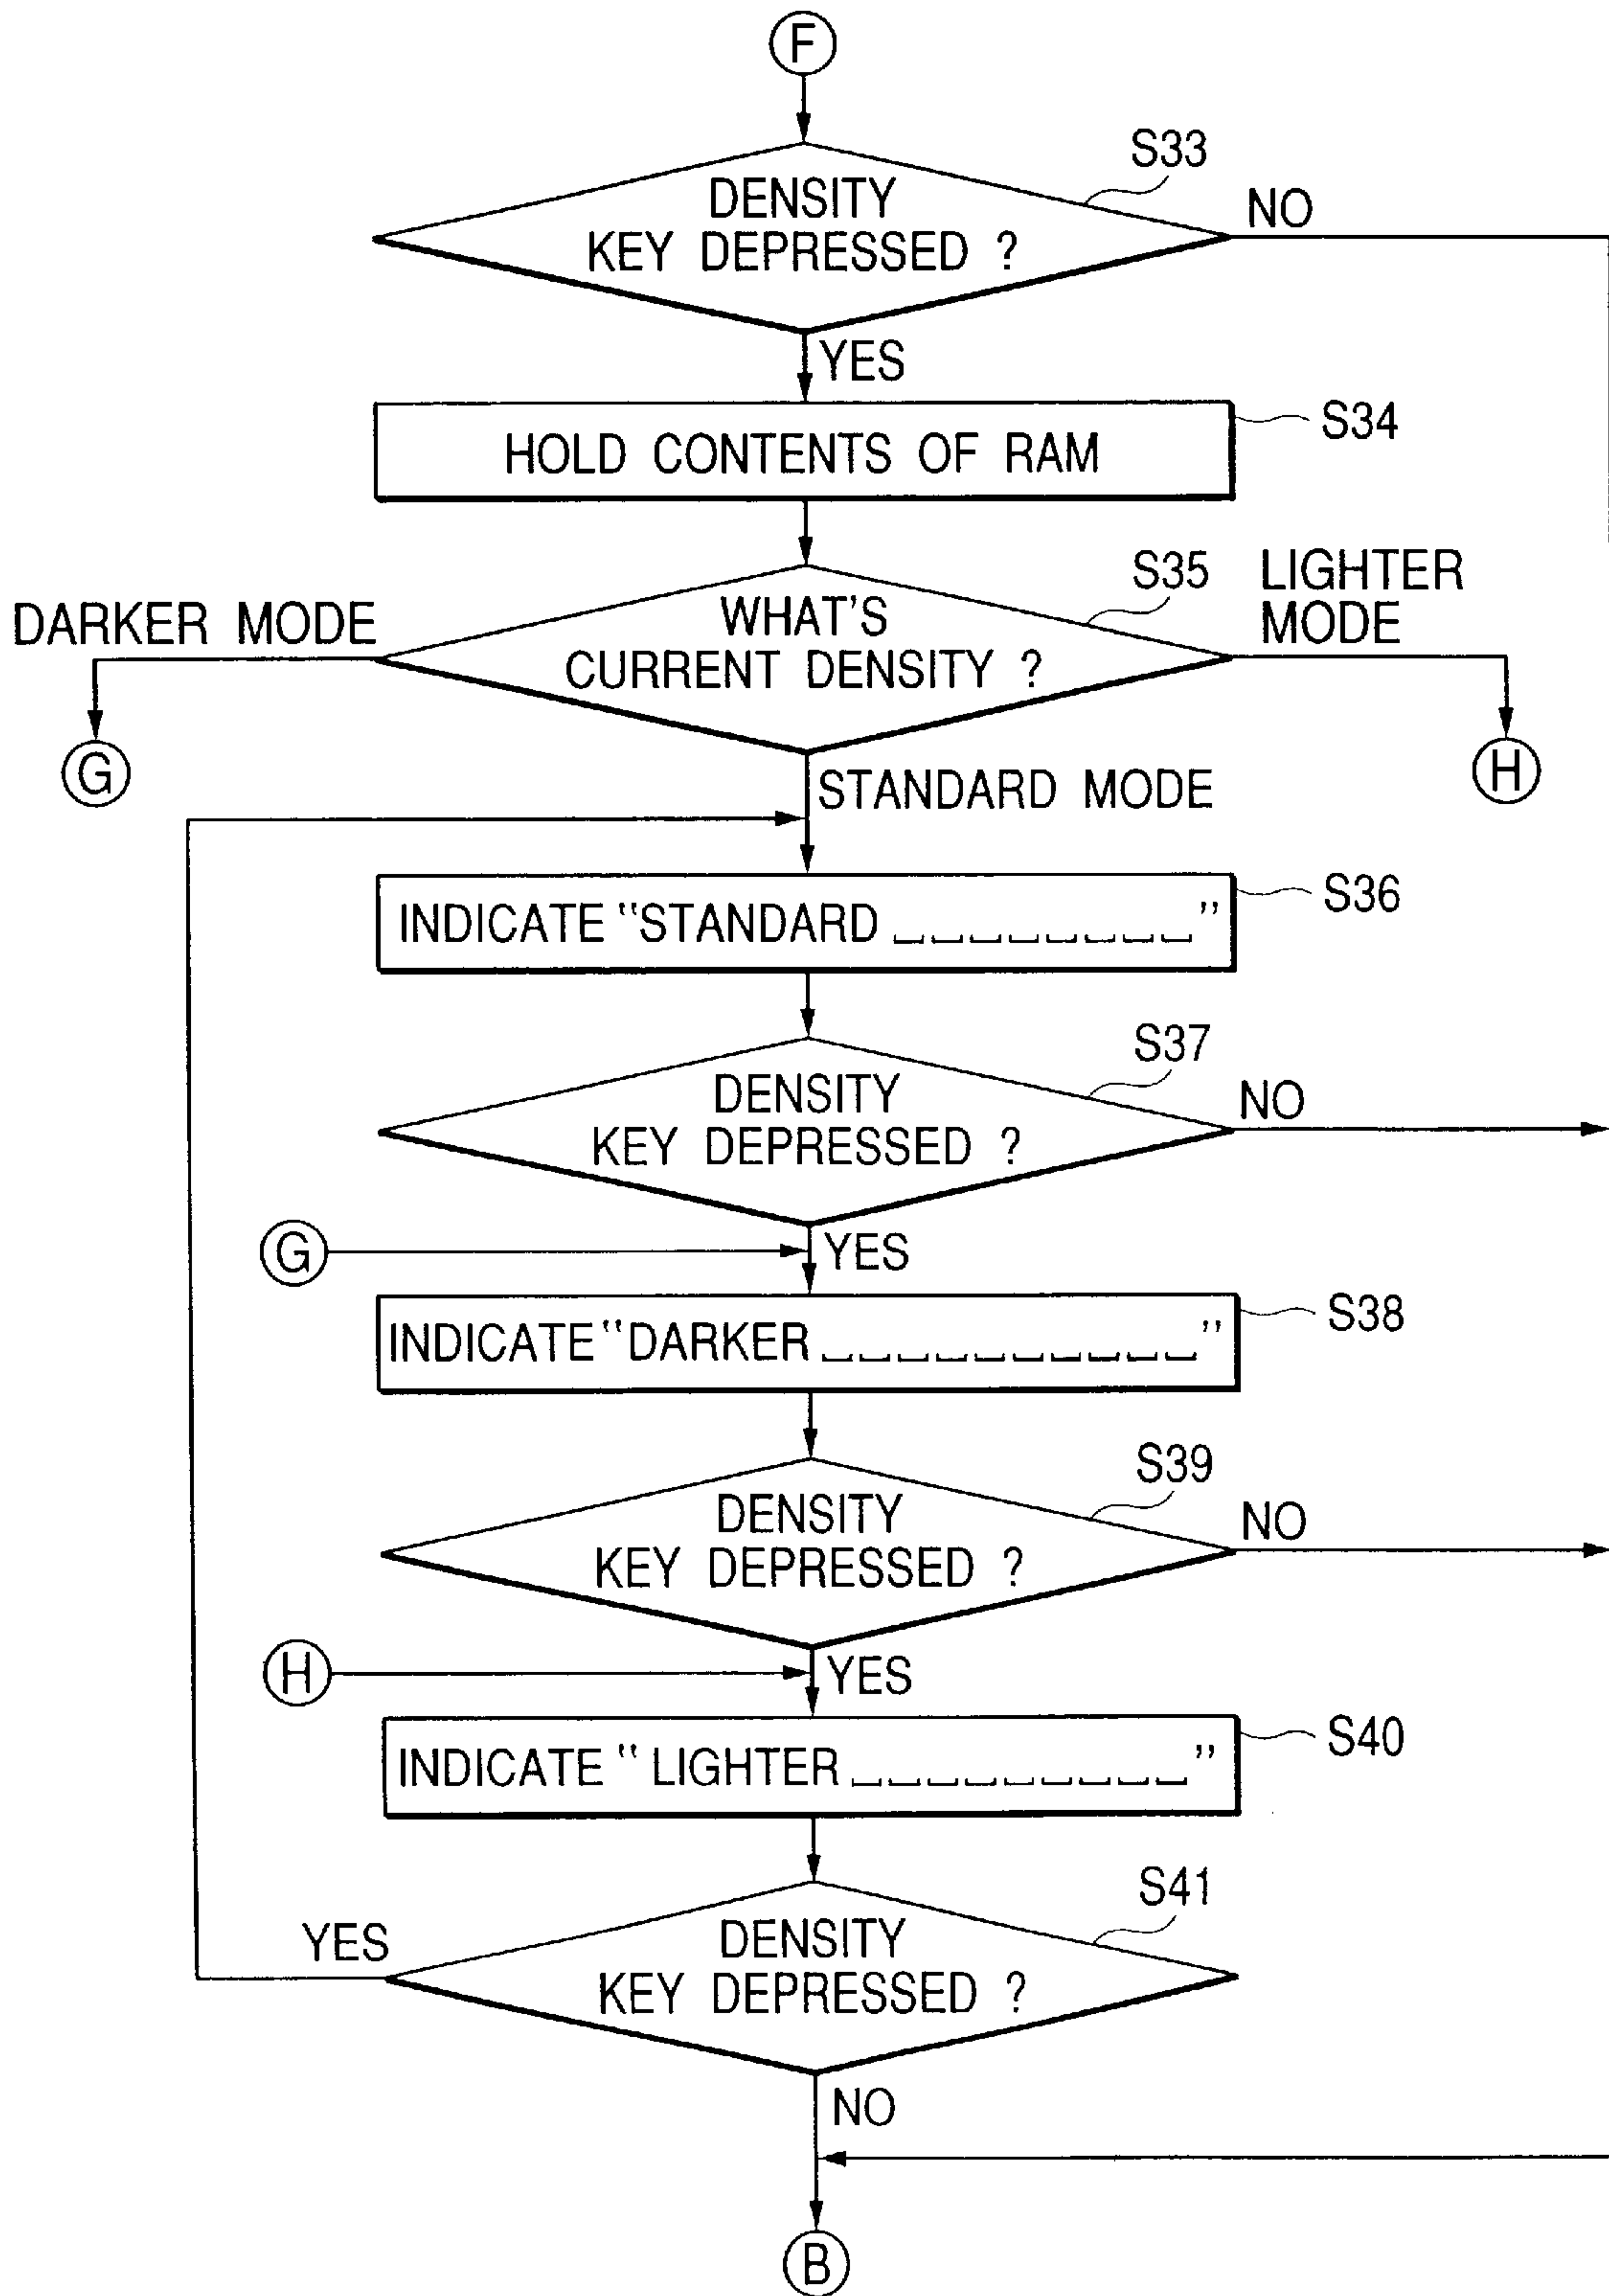 F
S33
DENSITY
KEY DEPRESSED ?
NO
YES
S34
HOLD CONTENTS OF RAM
S35
LIGHTER
MODE
DARKER MODE
WHAT'S
CURRENT DENSITY ?
G
H
STANDARD MODE
S36
INDICATE "STANDARD ␣␣␣␣␣␣␣␣"
S37
DENSITY
KEY DEPRESSED ?
NO
G
YES
S38
INDICATE "DARKER ␣␣␣␣␣␣␣␣␣␣"
S39
DENSITY
KEY DEPRESSED ?
NO
H
YES
S40
INDICATE " LIGHTER ␣␣␣␣␣␣␣␣␣"
S41
YES
DENSITY
KEY DEPRESSED ?
NO
B